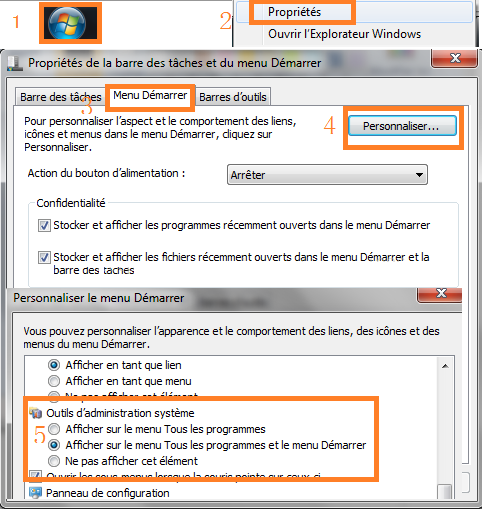 1
2
Propriétés
Ouvrir l'Explorateur Windows
Propriétés de la barre des tâches et du menu Démarrer
x
Barre des tâches
Menu Démarrer
Barres d'outils
3
Pour personnaliser l'aspect et le comportement des liens,
icônes et menus dans le menu Démarrer, cliquez sur
Personnaliser.
4
Personnaliser...
Action du bouton d'alimentation :
Arrêter
Confidentialité
Stocker et afficher les programmes récemment ouverts dans le menu Démarrer
Stocker et afficher les fichiers récemment ouverts dans le menu Démarrer et la
barre des tâches
Personnaliser le menu Démarrer
x
Vous pouvez personnaliser l'apparence et le comportement des liens, des icônes et des
menus du menu Démarrer.
Afficher en tant que lien
Afficher en tant que menu
Ne pas afficher cet élément
Outils d'administration système
5
Afficher sur le menu Tous les programmes
Afficher sur le menu Tous les programmes et le menu Démarrer
Ne pas afficher cet élément
Ouvrir les sous-menus lorsque la souris pointe sur ceux-ci
Panneau de configuration